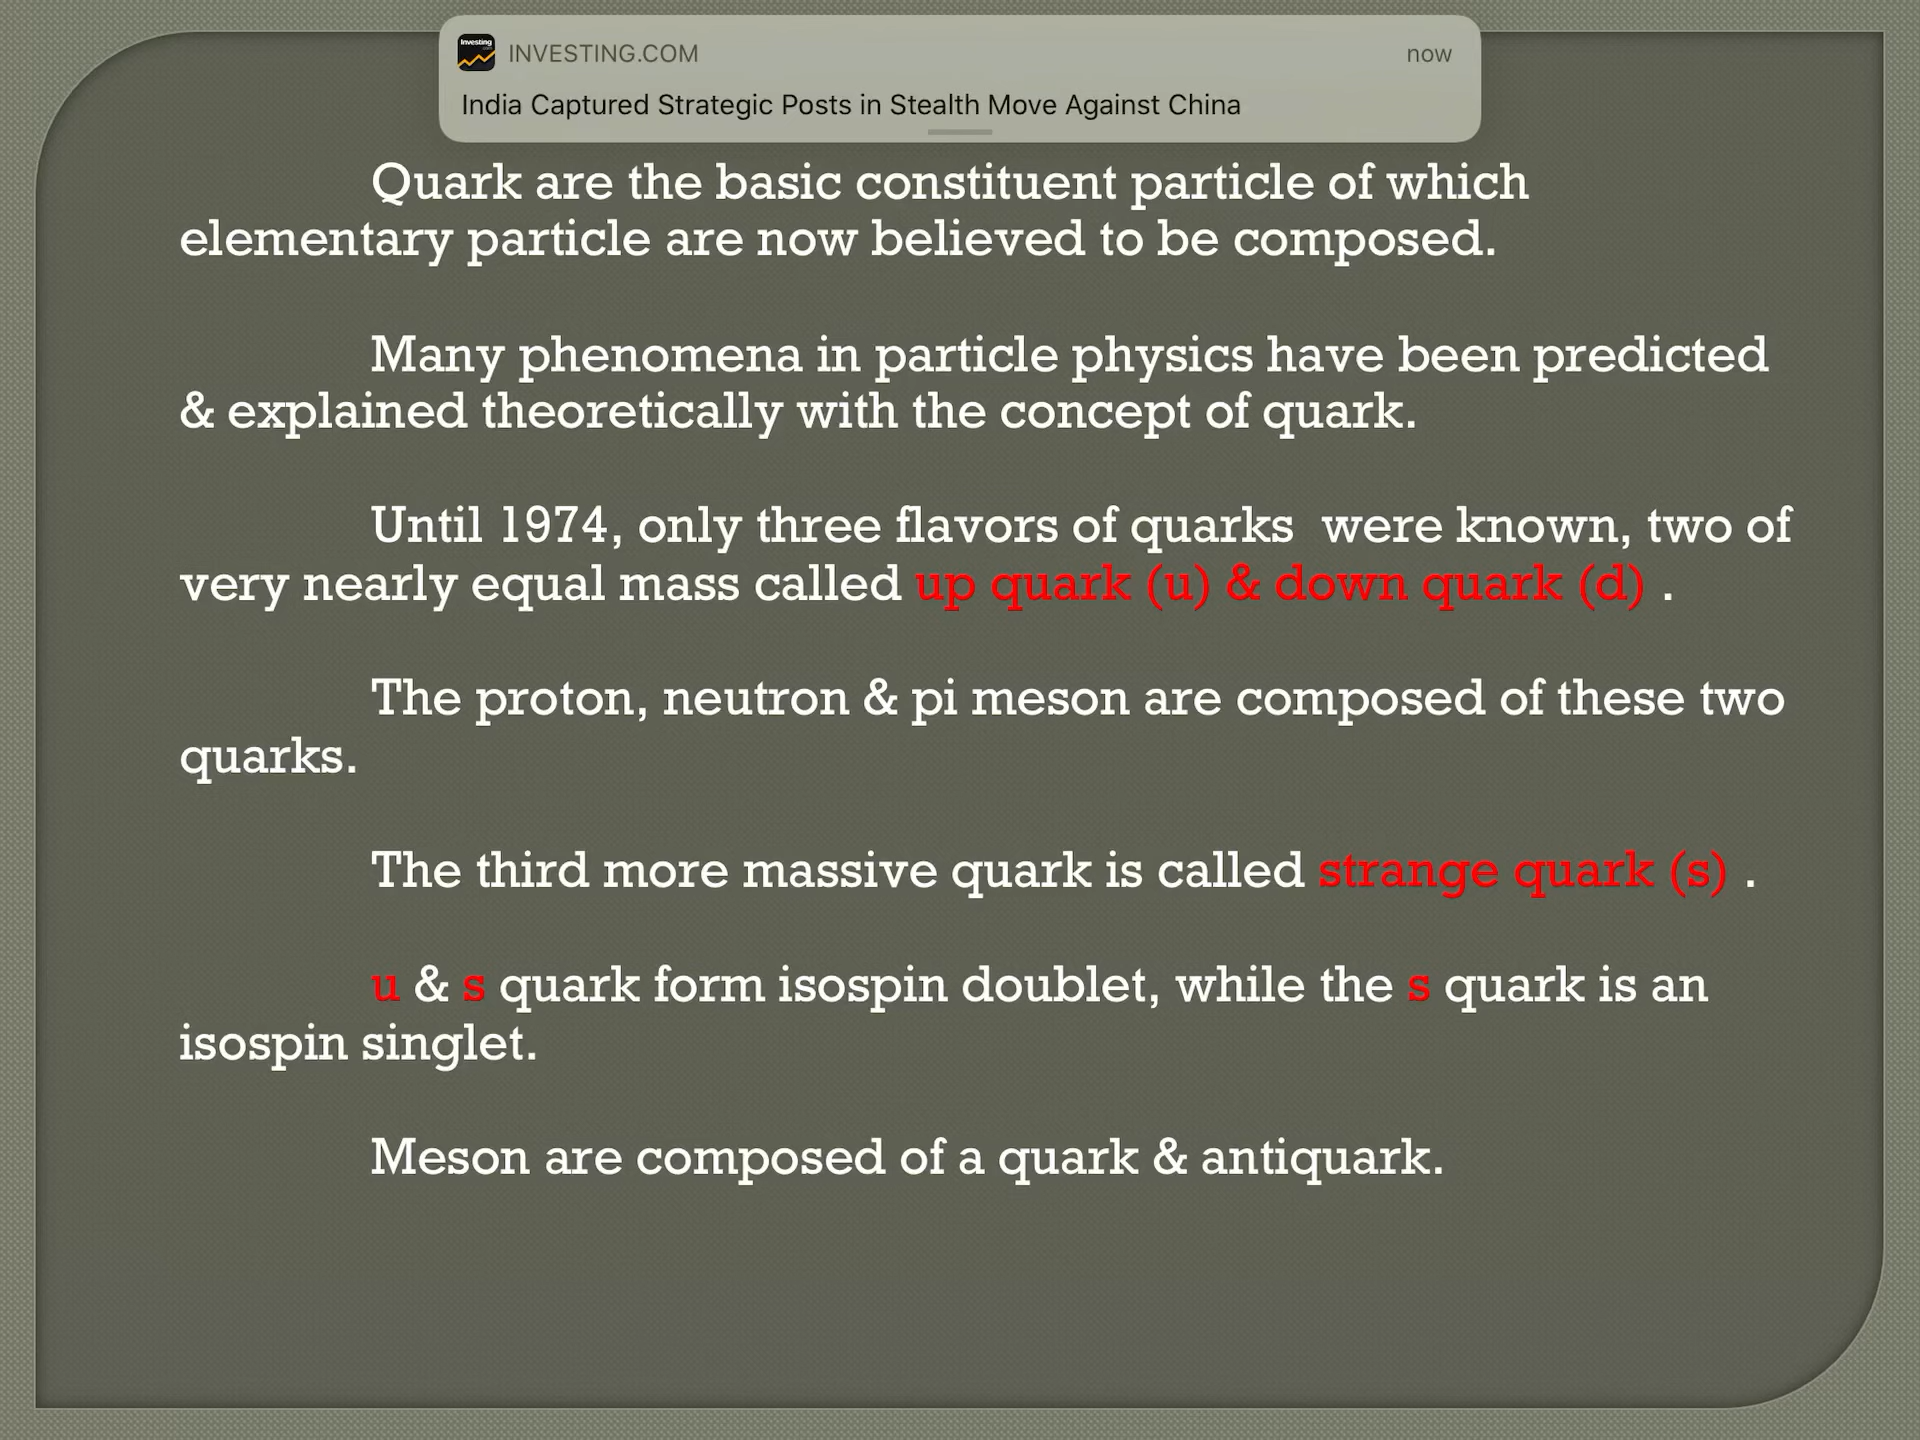 Investing.com
INVESTING.COM
now
India Captured Strategic Posts in Stealth Move Against China
Quark are the basic constituent particle of which
elementary particle are now believed to be composed.
Many phenomena in particle physics have been predicted
& explained theoretically with the concept of quark.
Until 1974, only three flavors of quarks were known, two of
very nearly equal mass called up quark (u) & down quark (d) .
The proton, neutron & pi meson are composed of these two
quarks.
The third more massive quark is called strange quark (s) .
u & s quark form isospin doublet, while the s quark is an
isospin singlet.
Meson are composed of a quark & antiquark.